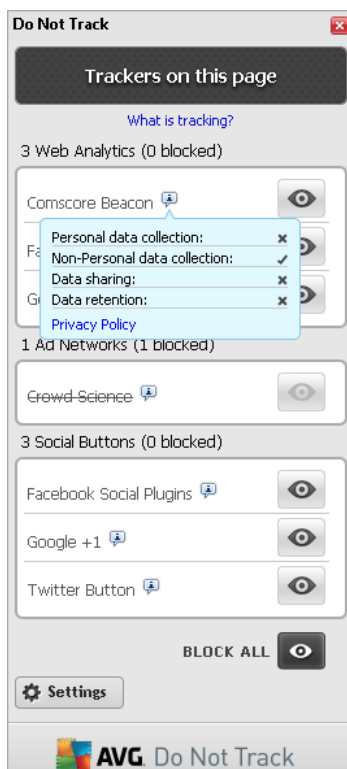 Do Not Track
Trackers on this page
What is tracking?
3 Web Analytics (0 blocked)
Comscore Beacon
Personal data collection:
Non-Personal data collection:
Data sharing:
Data retention:
Privacy Policy
Fa
G
1 Ad Networks (1 blocked)
Crowd Science
3 Social Buttons (0 blocked)
Facebook Social Plugins
Google +1
Twitter Button
BLOCK ALL
Settings
AVG. Do Not Track